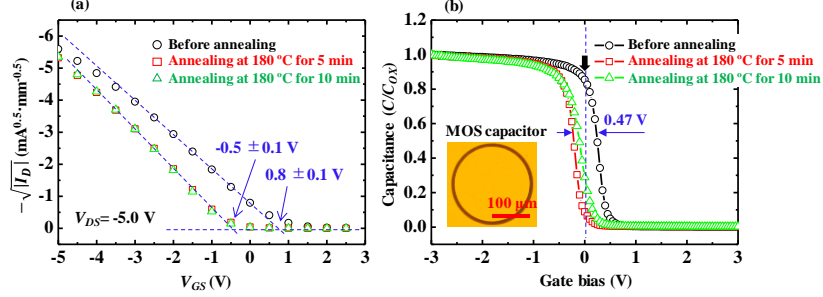 (a)
-6
-5
-4
-3
-2
-1
0
-5 -4 -3 -2 -1 0 1 2 3
−√|I_D| (mA^0.5·mm^-0.5)
V_GS (V)
Before annealing
Annealing at 180 °C for 5 min
Annealing at 180 °C for 10 min
-0.5 ± 0.1 V
0.8 ± 0.1 V
V_DS= -5.0 V
(b)
1.2
1.0
0.8
0.6
0.4
0.2
0.0
-3 -2 -1 0 1 2 3
Capacitance (C/C_OX)
Gate bias (V)
Before annealing
Annealing at 180 °C for 5 min
Annealing at 180 °C for 10 min
0.47 V
MOS capacitor
100 μm